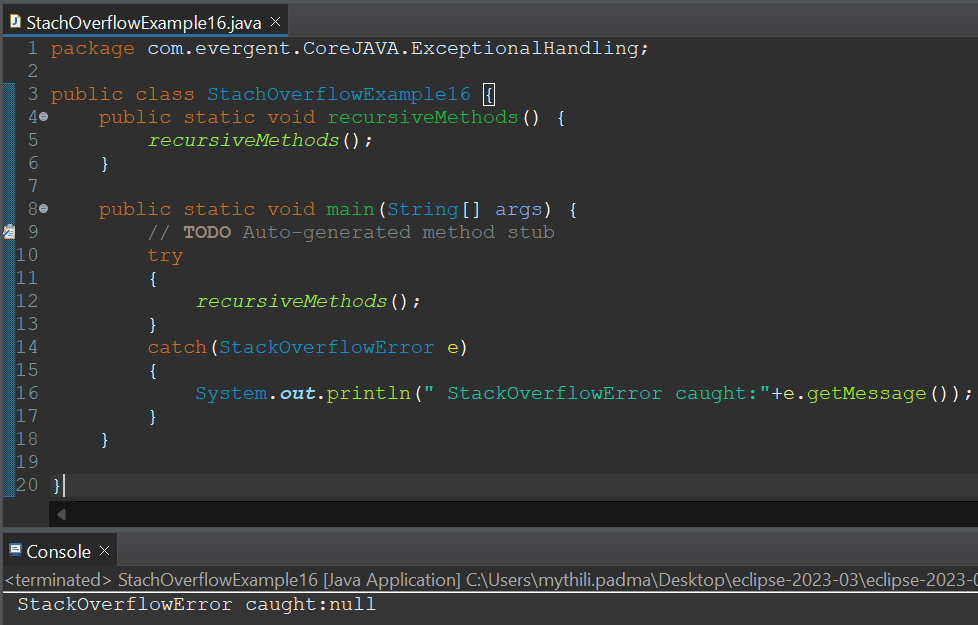 StachOverflowExample16.java
1 package com.evergent.CoreJAVA.ExceptionalHandling;
2
3 public class StachOverflowExample16 {
4     public static void recursiveMethods() {
5         recursiveMethods();
6     }
7
8     public static void main(String[] args) {
9         // TODO Auto-generated method stub
10         try
11         {
12             recursiveMethods();
13         }
14         catch(StackOverflowError e)
15         {
16             System.out.println(" StackOverflowError caught:"+e.getMessage());
17         }
18     }
19
20 }
Console
<terminated> StachOverflowExample16 [Java Application] C:\Users\mythili.padma\Desktop\eclipse-2023-03\eclipse-2023-0
 StackOverflowError caught:null